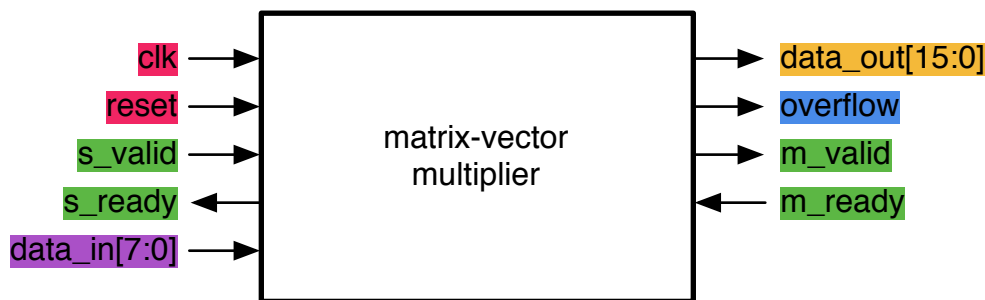 clk
reset
s_valid
s_ready
data_in[7:0]
matrix-vector
multiplier
data_out[15:0]
overflow
m_valid
m_ready